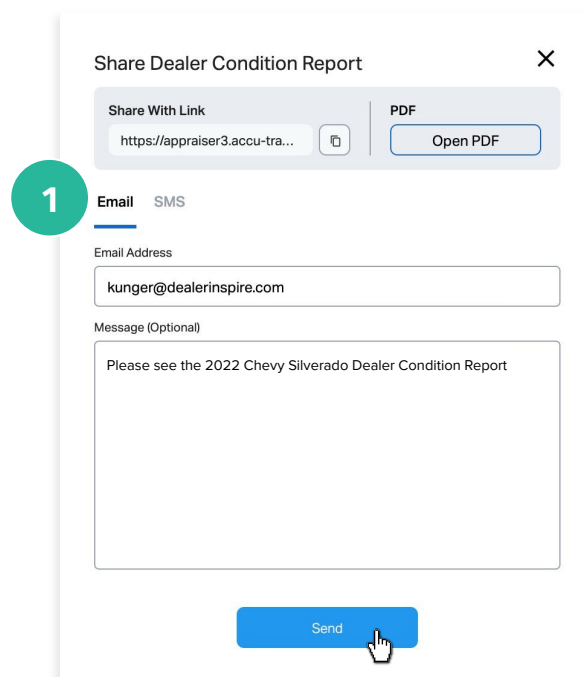 Share Dealer Condition Report
Share With Link
PDF
https://appraiser3.accu-tra...
Open PDF
1
Email SMS
Email Address
kunger@dealerinspire.com
Message (Optional)
Please see the 2022 Chevy Silverado Dealer Condition Report
Send